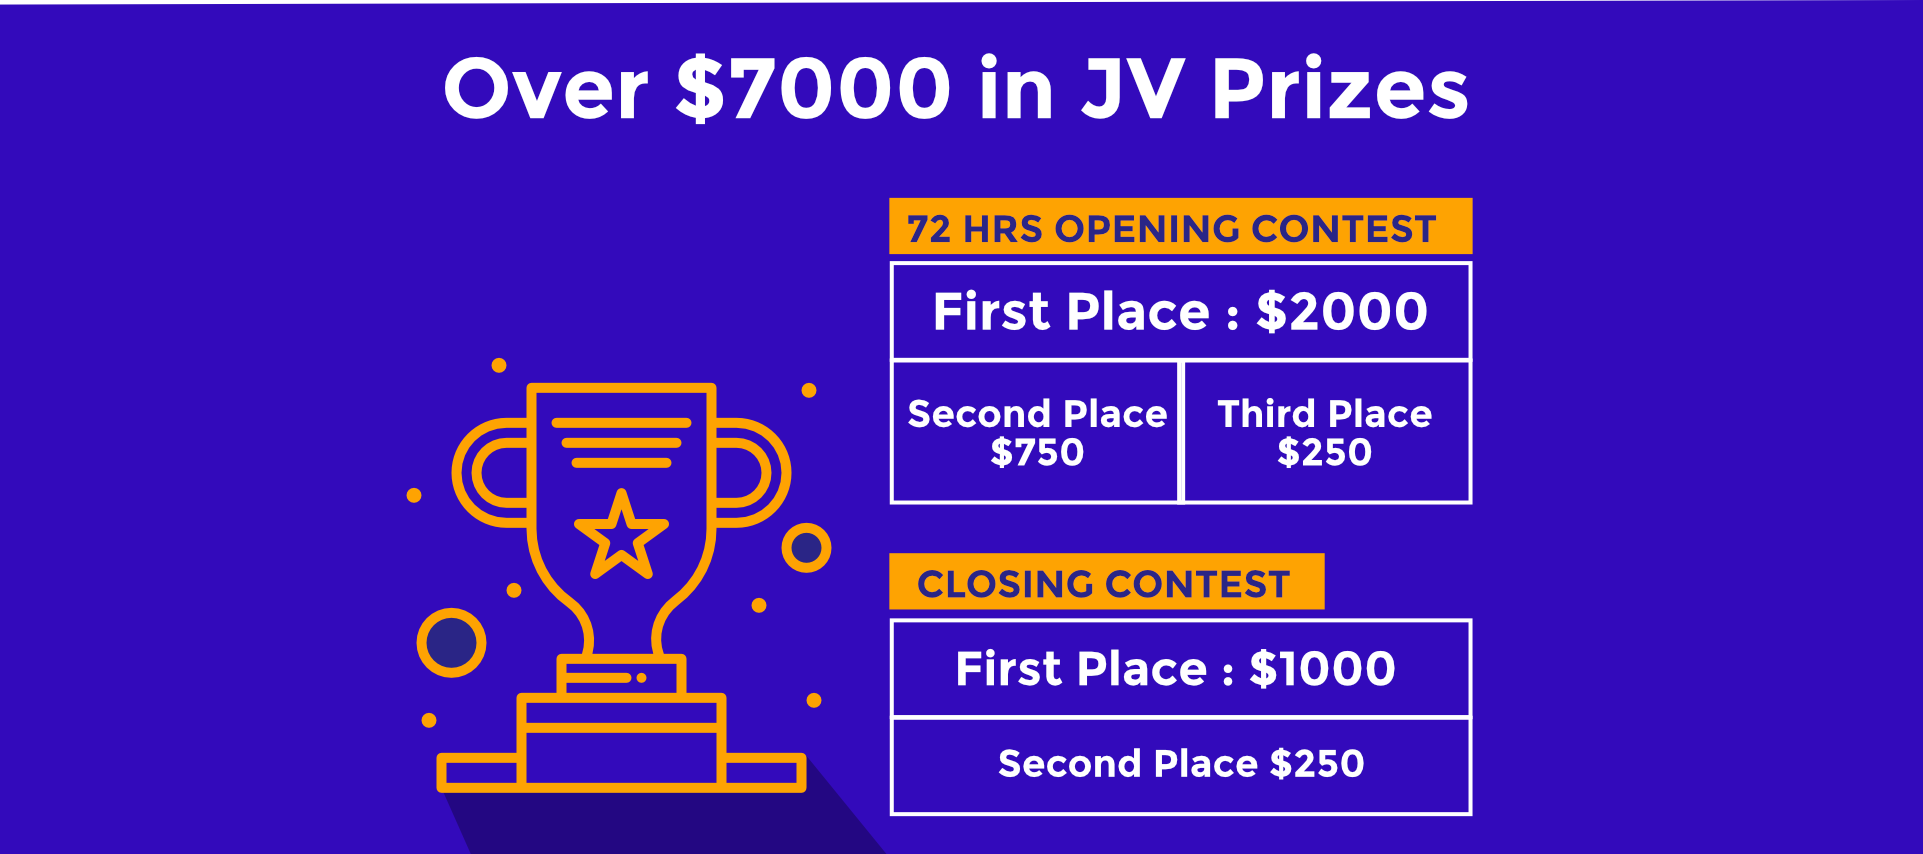 Over $7000 in JV Prizes
72 HRS OPENING CONTEST
First Place : $2000
Second Place
$750
Third Place
$250
CLOSING CONTEST
First Place : $1000
Second Place $250